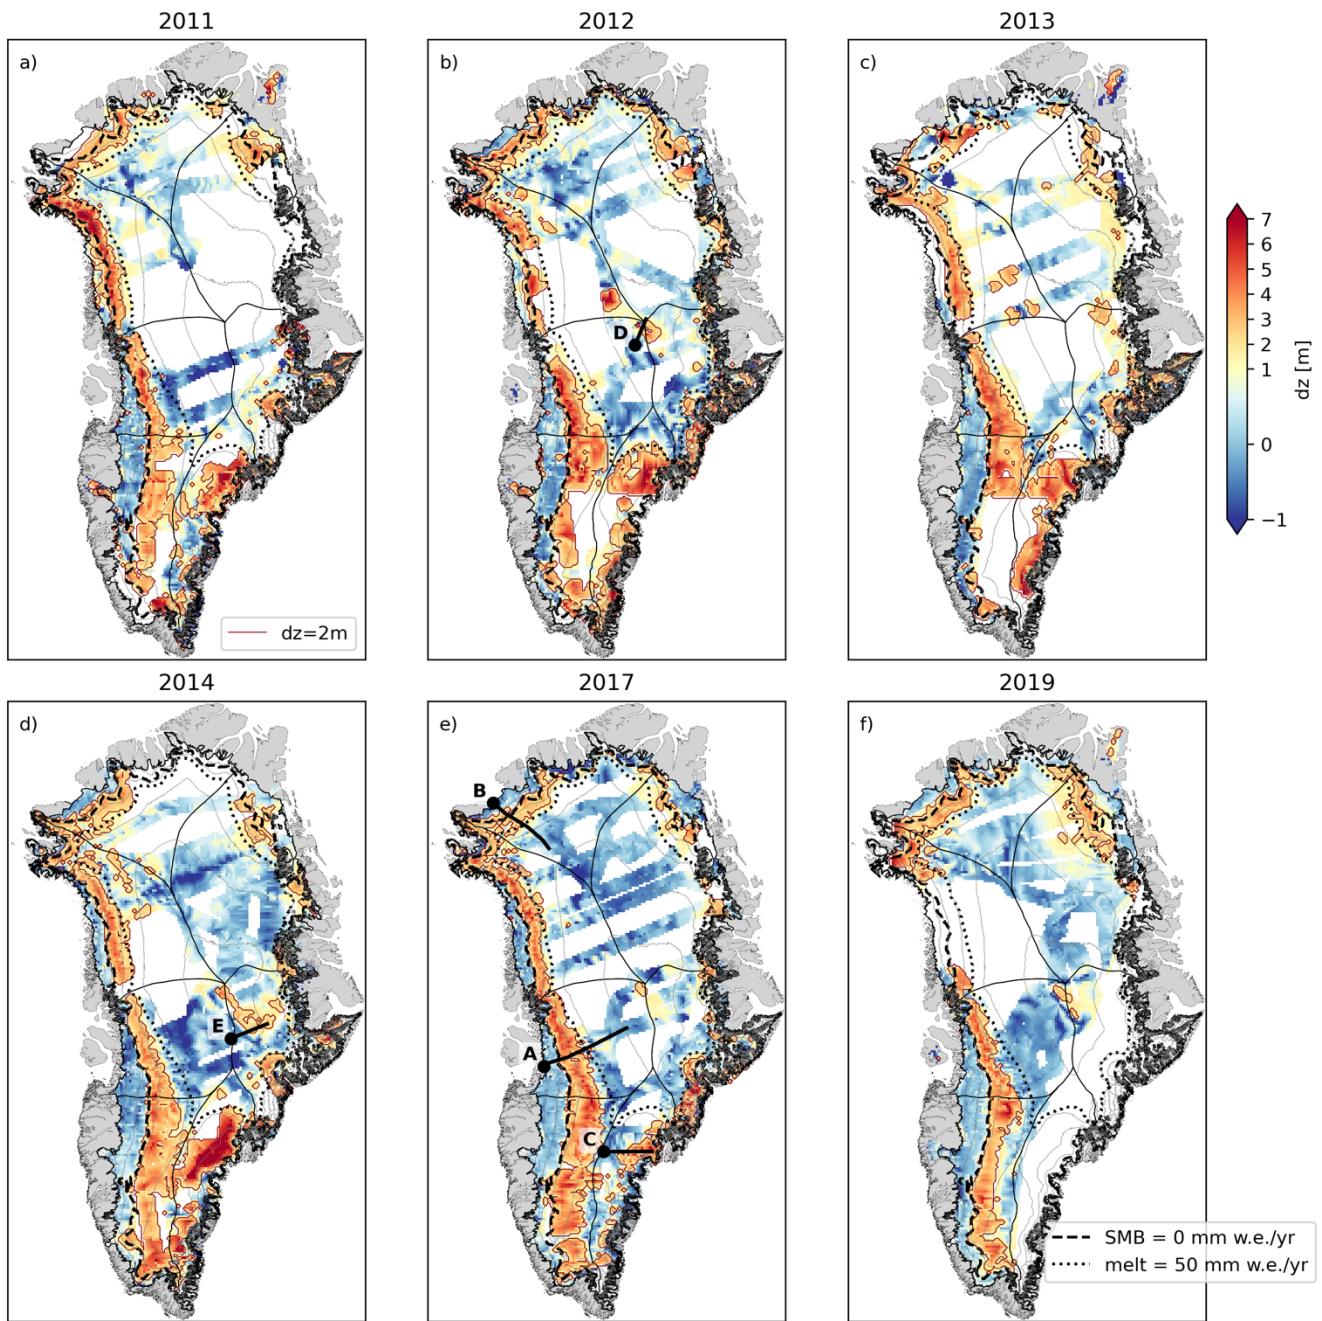 2011
2012
2013
a)
b)
c)
D
dz=2m
7
6
5
4
3
2
1
0
−1
dz [m]
2014
2017
2019
d)
e)
f)
B
E
A
C
SMB = 0 mm w.e./yr
melt = 50 mm w.e./yr